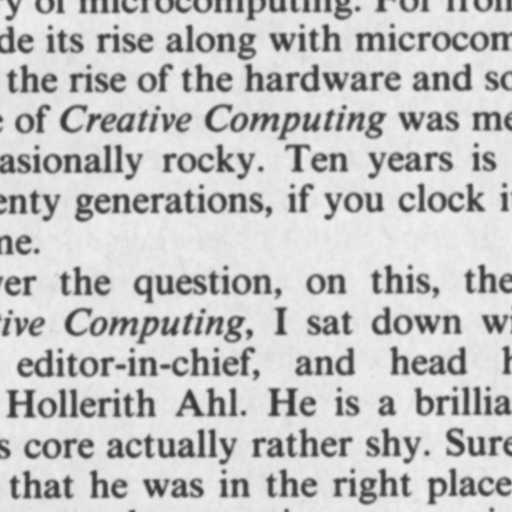 y of microcomputing. For from
de its rise along with microcom
the rise of the hardware and so
e of Creative Computing was me
asionally rocky. Ten years is
enty generations, if you clock i
ne.
er the question, on this, the
ive Computing, I sat down wi
editor-in-chief, and head h
Hollerith Ahl. He is a brillia
s core actually rather shy. Sure
that he was in the right place